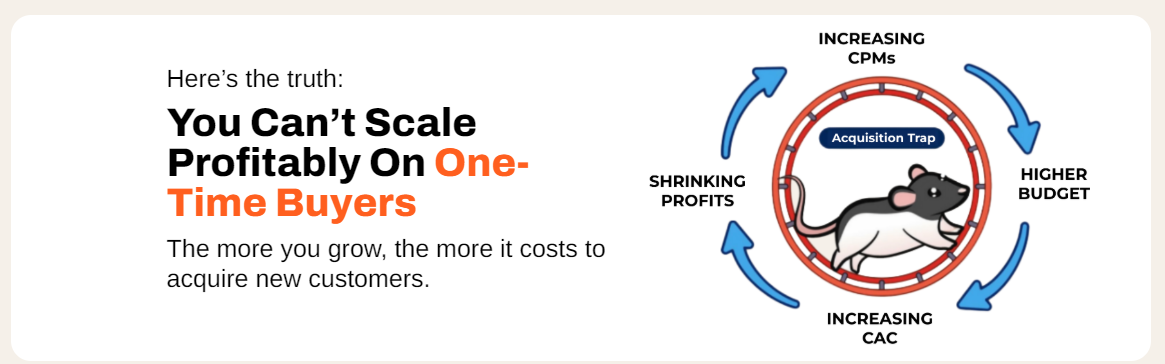 Here’s the truth:
You Can’t Scale
Profitably On One-
Time Buyers
The more you grow, the more it costs to
acquire new customers.
INCREASING
CPMs
Acquisition Trap
HIGHER
BUDGET
INCREASING
CAC
SHRINKING
PROFITS